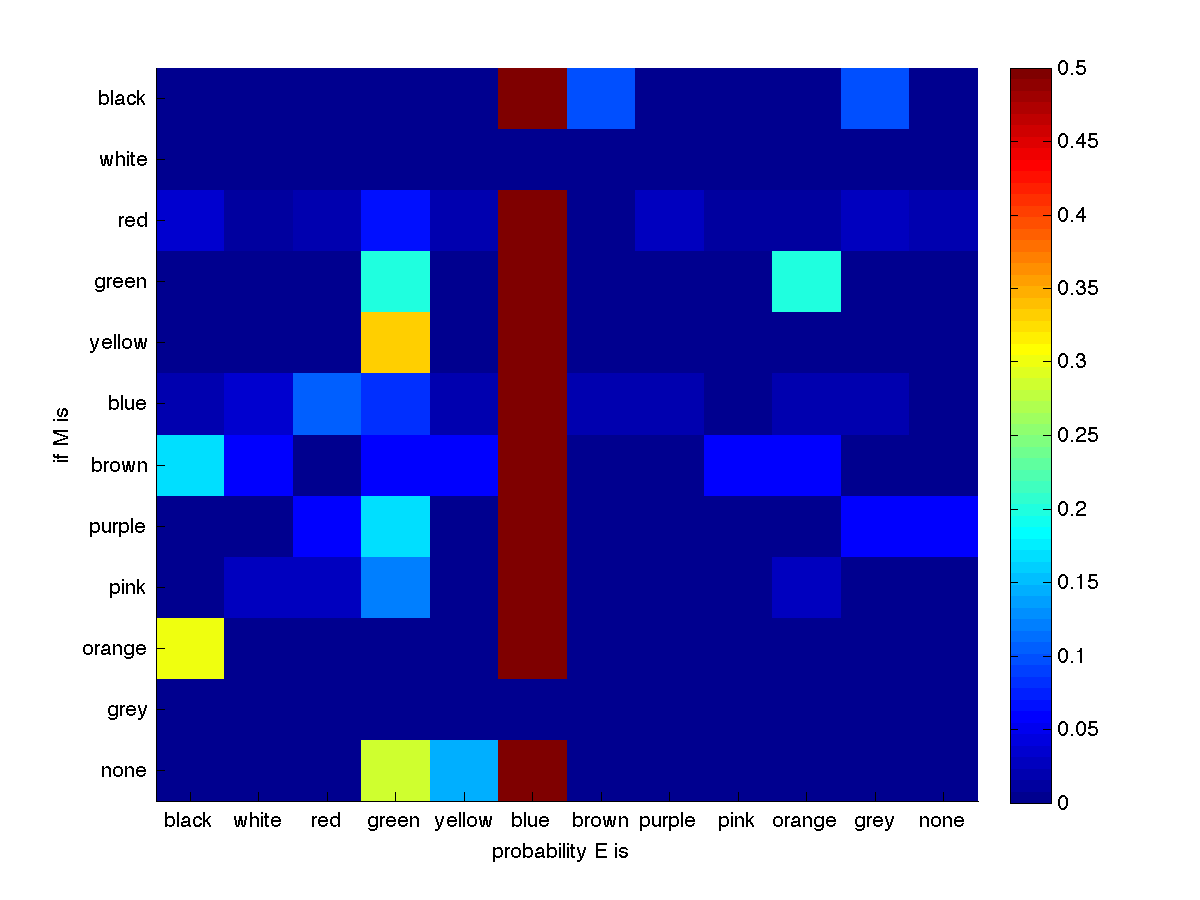 black
white
red
green
yellow
blue
brown
purple
pink
orange
grey
none
if M is
black white red green yellow blue brown purple pink orange grey none
probability E is
0.5
0.45
0.4
0.35
0.3
0.25
0.2
0.15
0.1
0.05
0